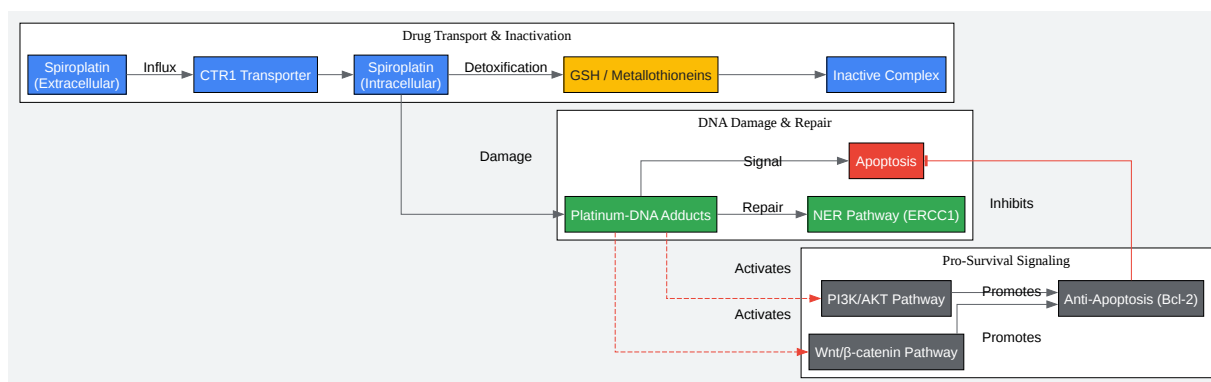 Drug Transport & Inactivation
Spiroplatin
(Extracellular)
Influx
CTR1 Transporter
Spiroplatin
(Intracellular)
Detoxification
GSH / Metallothioneins
Inactive Complex
DNA Damage & Repair
Damage
Signal
Apoptosis
Platinum-DNA Adducts
Repair
NER Pathway (ERCC1)
Inhibits
Pro-Survival Signaling
Activates
PI3K/AKT Pathway
Promotes
Anti-Apoptosis (Bcl-2)
Activates
Wnt/β-catenin Pathway
Promotes